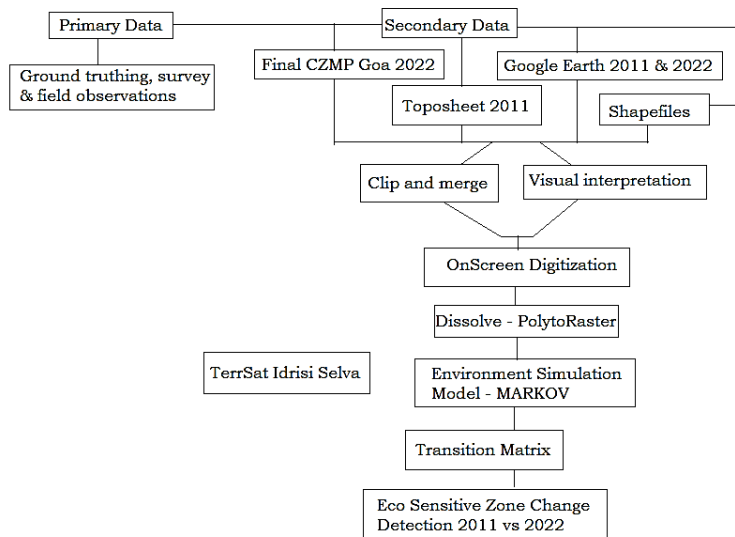 Primary Data
Secondary Data
Ground truthing, survey
& field observations
Final CZMP Goa 2022
Google Earth 2011 & 2022
Toposheet 2011
Shapefiles
Clip and merge
Visual interpretation
OnScreen Digitization
Dissolve - PolytoRaster
TerrSat Idrisi Selva
Environment Simulation
Model - MARKOV
Transition Matrix
Eco Sensitive Zone Change
Detection 2011 vs 2022